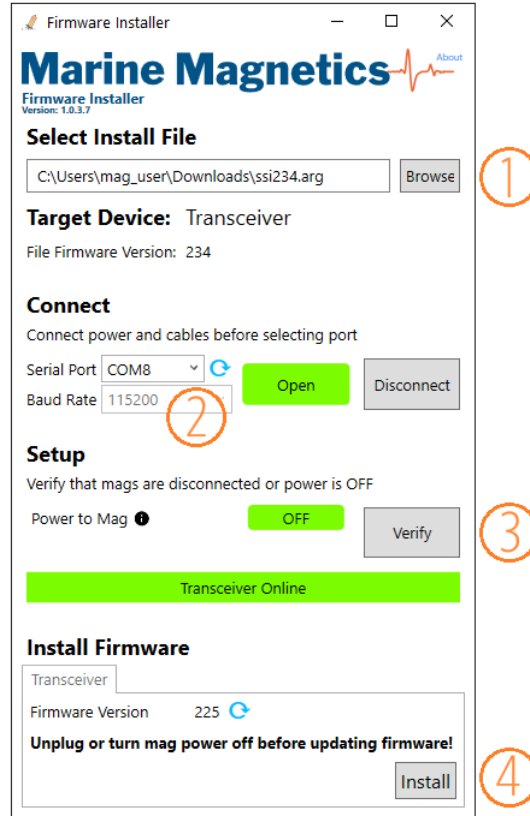 Firmware Installer
Marine Magnetics
About
Firmware Installer
Version: 1.0.3.7
Select Install File
C:\Users\mag_user\Downloads\ssi234.arg Browse
1
Target Device: Transceiver
File Firmware Version: 234
Connect
Connect power and cables before selecting port
Serial Port COM8
Open Disconnect
Baud Rate 115200
2
Setup
Verify that mags are disconnected or power is OFF
Power to Mag OFF
Verify
3
Transceiver Online
Install Firmware
Transceiver
Firmware Version 225
Unplug or turn mag power off before updating firmware!
Install
4